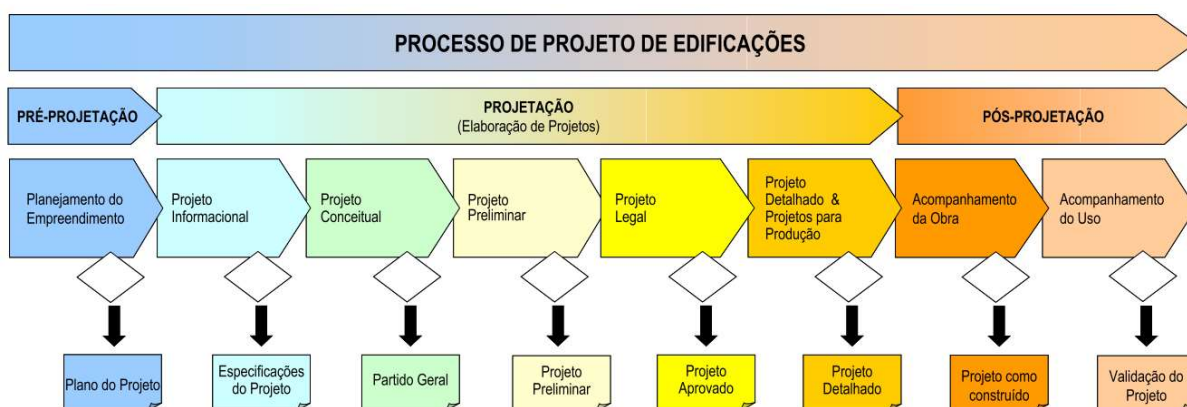 PROCESSO DE PROJETO DE EDIFICAÇÕES
PRÉ-PROJETAÇÃO
PROJETAÇÃO
(Elaboração de Projetos)
PÓS-PROJETAÇÃO
Planejamento do
Empreendimento
Projeto
Informacional
Projeto
Conceitual
Projeto
Preliminar
Projeto
Legal
Projeto
Detalhado &
Projetos para
Produção
Acompanhamento
da Obra
Acompanhamento
do Uso
Plano do Projeto
Especificações
do Projeto
Partido Geral
Projeto
Preliminar
Projeto
Aprovado
Projeto
Detalhado
Projeto como
construído
Validação do
Projeto